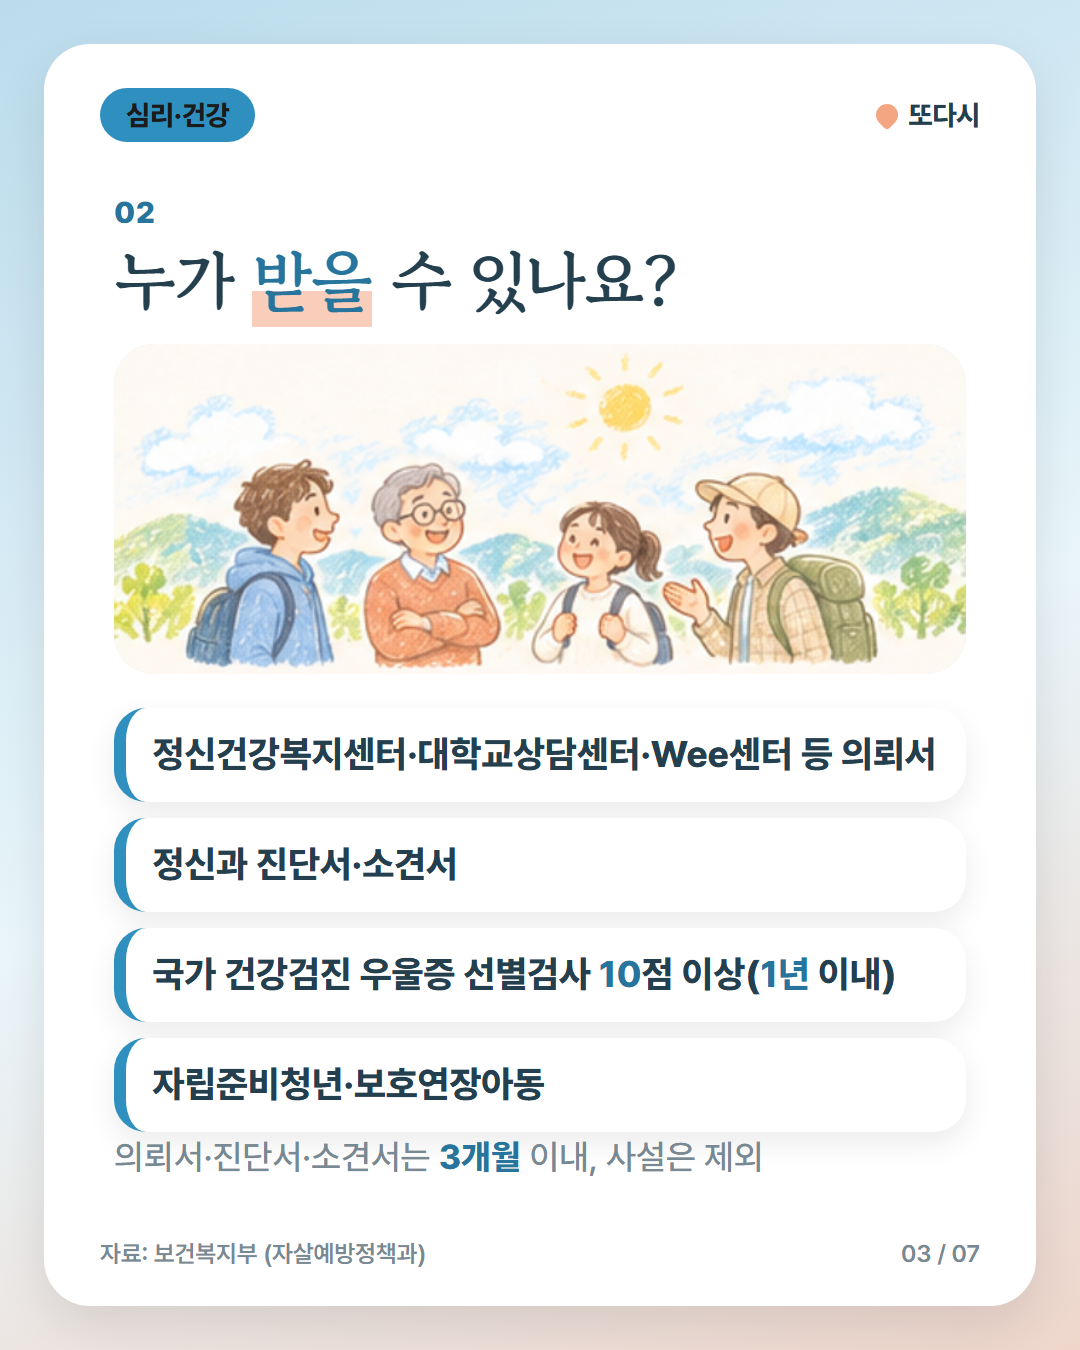 심리·건강
또다시
02
누가 받을 수 있나요?
정신건강복지센터·대학교상담센터·Wee센터 등 의뢰서
정신과 진단서·소견서
국가 건강검진 우울증 선별검사 10점 이상(1년 이내)
자립준비청년·보호연장아동
의뢰서·진단서·소견서는 3개월 이내, 사설은 제외
자료: 보건복지부 (자살예방정책과)
03 / 07